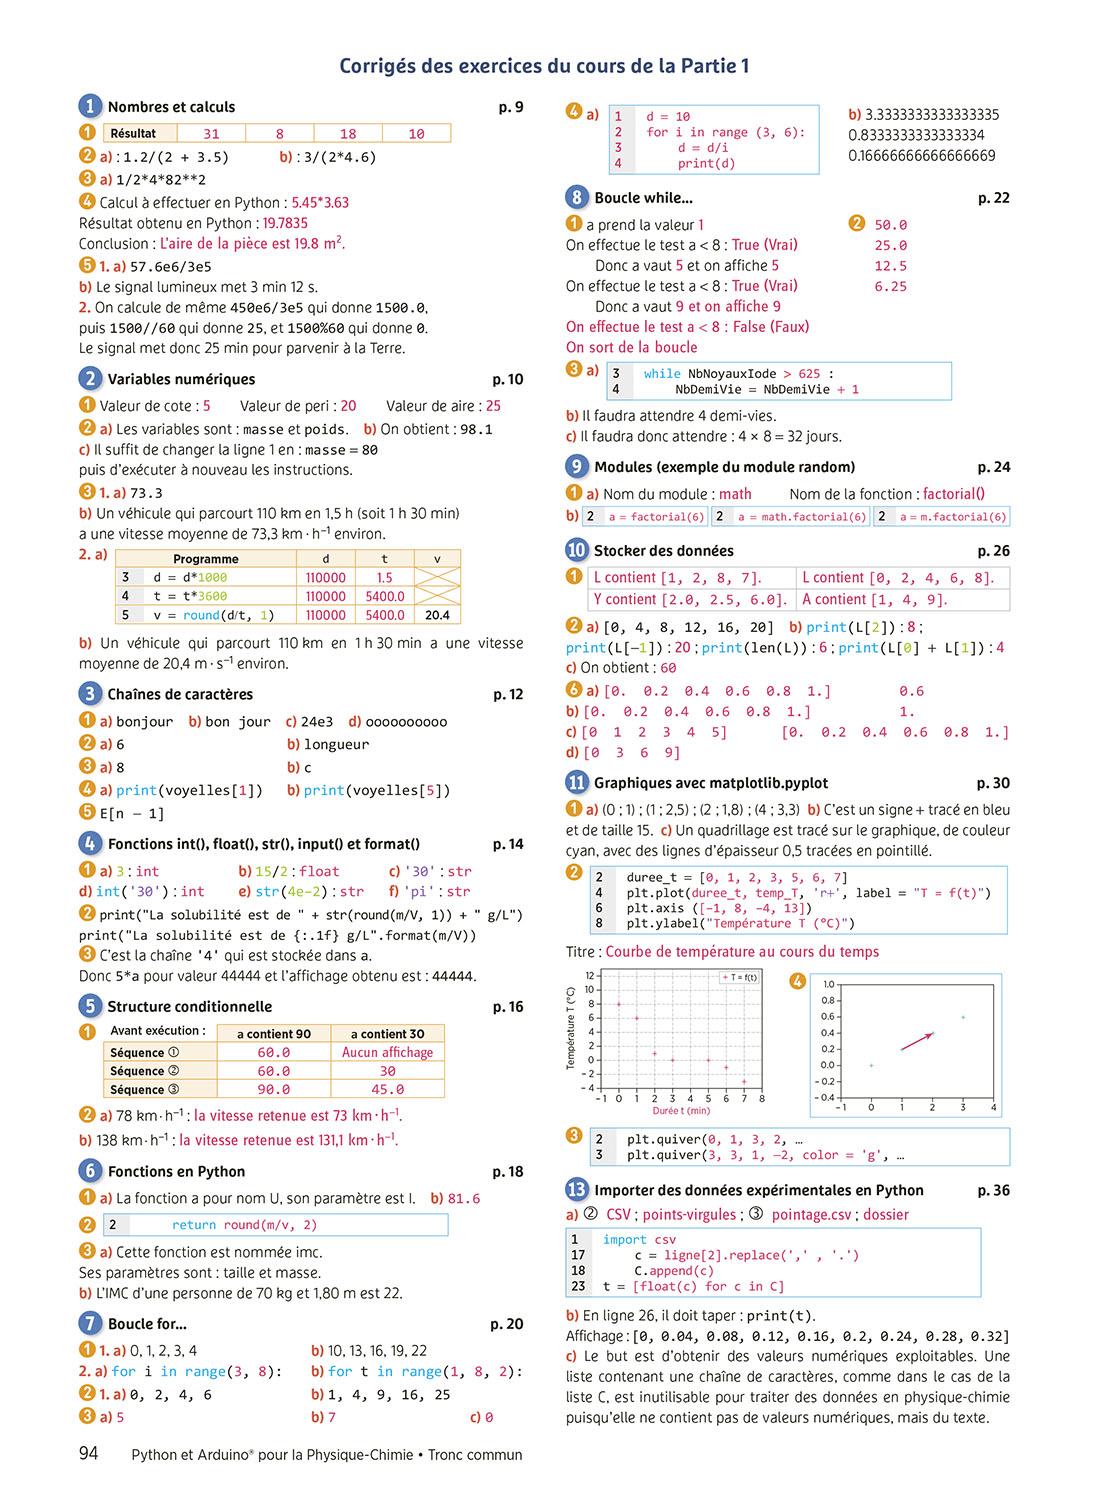 Corrigés des exercices du cours de la Partie 1
1 Nombres et calculs p. 9
1 Résultat 31 8 18 10
2 a) : 1.2/(2 + 3.5) b) : 3/(2*4.6)
3 a) 1/2*4*82**2
4 Calcul à effectuer en Python : 5.45*3.63
Résultat obtenu en Python : 19.7835
Conclusion : L'aire de la pièce est 19.8 m².
5 1. a) 57.6e6/3e5
b) Le signal lumineux met 3 min 12 s.
2. On calcule de même 450e6/3e5 qui donne 1500.0,
puis 1500//60 qui donne 25, et 1500%60 qui donne 0.
Le signal met donc 25 min pour parvenir à la Terre.
2 Variables numériques p. 10
1 Valeur de cote : 5 Valeur de peri : 20 Valeur de aire : 25
2 a) Les variables sont : masse et poids. b) On obtient : 98.1
c) Il suffit de changer la ligne 1 en : masse = 80
puis d'exécuter à nouveau les instructions.
3 1. a) 73.3
b) Un véhicule qui parcourt 110 km en 1,5 h (soit 1 h 30 min)
a une vitesse moyenne de 73,3 km · h⁻¹ environ.
2. a) Programme d t v
3 d = d*1000 110000 1.5
4 t = t*3600 110000 5400.0
5 v = round(d/t, 1) 110000 5400.0 20.4
b) Un véhicule qui parcourt 110 km en 1 h 30 min a une vitesse
moyenne de 20,4 m · s⁻¹ environ.
3 Chaînes de caractères p. 12
1 a) bonjour b) bon jour c) 24e3 d) oooooooooo
2 a) 6 b) longueur
3 a) 8 b) c
4 a) print(voyelles[1]) b) print(voyelles[5])
5 E[n − 1]
4 Fonctions int(), float(), str(), input() et format() p. 14
1 a) 3 : int b) 15/2 : float c) '30' : str
d) int('30') : int e) str(4e−2) : str f) 'pi' : str
2 print("La solubilité est de " + str(round(m/V, 1)) + " g/L")
print("La solubilité est de {:.1f} g/L".format(m/V))
3 C'est la chaîne '4' qui est stockée dans a.
Donc 5*a pour valeur 44444 et l'affichage obtenu est : 44444.
5 Structure conditionnelle p. 16
1 Avant exécution : a contient 90 a contient 30
Séquence ① 60.0 Aucun affichage
Séquence ② 60.0 30
Séquence ③ 90.0 45.0
2 a) 78 km · h⁻¹ : la vitesse retenue est 73 km · h⁻¹.
b) 138 km · h⁻¹ : la vitesse retenue est 131,1 km · h⁻¹.
6 Fonctions en Python p. 18
1 a) La fonction a pour nom U, son paramètre est I. b) 81.6
2 2 return round(m/v, 2)
3 a) Cette fonction est nommée imc.
Ses paramètres sont : taille et masse.
b) L'IMC d'une personne de 70 kg et 1,80 m est 22.
7 Boucle for... p. 20
1 1. a) 0, 1, 2, 3, 4 b) 10, 13, 16, 19, 22
2. a) for i in range(3, 8): b) for t in range(1, 8, 2):
2 1. a) 0, 2, 4, 6 b) 1, 4, 9, 16, 25
3 a) 5 b) 7 c) 0
4 a) 1 d = 10 b) 3.3333333333333335
2 for i in range (3, 6): 0.8333333333333334
3 d = d/i 0.16666666666666669
4 print(d)
8 Boucle while... p. 22
1 a prend la valeur 1 2 50.0
On effectue le test a < 8 : True (Vrai) 25.0
Donc a vaut 5 et on affiche 5 12.5
On effectue le test a < 8 : True (Vrai) 6.25
Donc a vaut 9 et on affiche 9
On effectue le test a < 8 : False (Faux)
On sort de la boucle
3 a) 3 while NbNoyauxIode > 625 :
4 NbDemiVie = NbDemiVie + 1
b) Il faudra attendre 4 demi-vies.
c) Il faudra donc attendre : 4 × 8 = 32 jours.
9 Modules (exemple du module random) p. 24
1 a) Nom du module : math Nom de la fonction : factorial()
b) 2 a = factorial(6) 2 a = math.factorial(6) 2 a = m.factorial(6)
10 Stocker des données p. 26
1 L contient [1, 2, 8, 7]. L contient [0, 2, 4, 6, 8].
Y contient [2.0, 2.5, 6.0]. A contient [1, 4, 9].
2 a) [0, 4, 8, 12, 16, 20] b) print(L[2]) : 8 ;
print(L[−1]) : 20 ; print(len(L)) : 6 ; print(L[0] + L[1]) : 4
c) On obtient : 60
6 a) [0. 0.2 0.4 0.6 0.8 1.] 0.6
b) [0. 0.2 0.4 0.6 0.8 1.] 1.
c) [0 1 2 3 4 5] [0. 0.2 0.4 0.6 0.8 1.]
d) [0 3 6 9]
11 Graphiques avec matplotlib.pyplot p. 30
1 a) (0 ; 1) ; (1 ; 2,5) ; (2 ; 1,8) ; (4 ; 3,3) b) C'est un signe + tracé en bleu
et de taille 15. c) Un quadrillage est tracé sur le graphique, de couleur
cyan, avec des lignes d'épaisseur 0,5 tracées en pointillé.
2 2 duree_t = [0, 1, 2, 3, 5, 6, 7]
4 plt.plot(duree_t, temp_T, 'r+', label = "T = f(t)")
6 plt.axis ([−1, 8, −4, 13])
8 plt.ylabel("Température T (°C)")
Titre : Courbe de température au cours du temps
Température T (°C)
12
10
8
6
4
2
0
− 2
− 4
+ T = f(t)
−1 0 1 2 3 4 5 6 7 8
Durée t (min)
4
1.0
0.8
0.6
0.4
0.2
0.0
− 0.2
− 0.4
−1 0 1 2 3 4
3 2 plt.quiver(0, 1, 3, 2, …
3 plt.quiver(3, 3, 1, −2, color = 'g', …
13 Importer des données expérimentales en Python p. 36
a) ② CSV ; points-virgules ; ③ pointage.csv ; dossier
1 import csv
17 c = ligne[2].replace(',' , '.')
18 C.append(c)
23 t = [float(c) for c in C]
b) En ligne 26, il doit taper : print(t).
Affichage : [0, 0.04, 0.08, 0.12, 0.16, 0.2, 0.24, 0.28, 0.32]
c) Le but est d'obtenir des valeurs numériques exploitables. Une
liste contenant une chaîne de caractères, comme dans le cas de la
liste C, est inutilisable pour traiter des données en physique-chimie
puisqu'elle ne contient pas de valeurs numériques, mais du texte.
94 Python et Arduino® pour la Physique-Chimie • Tronc commun